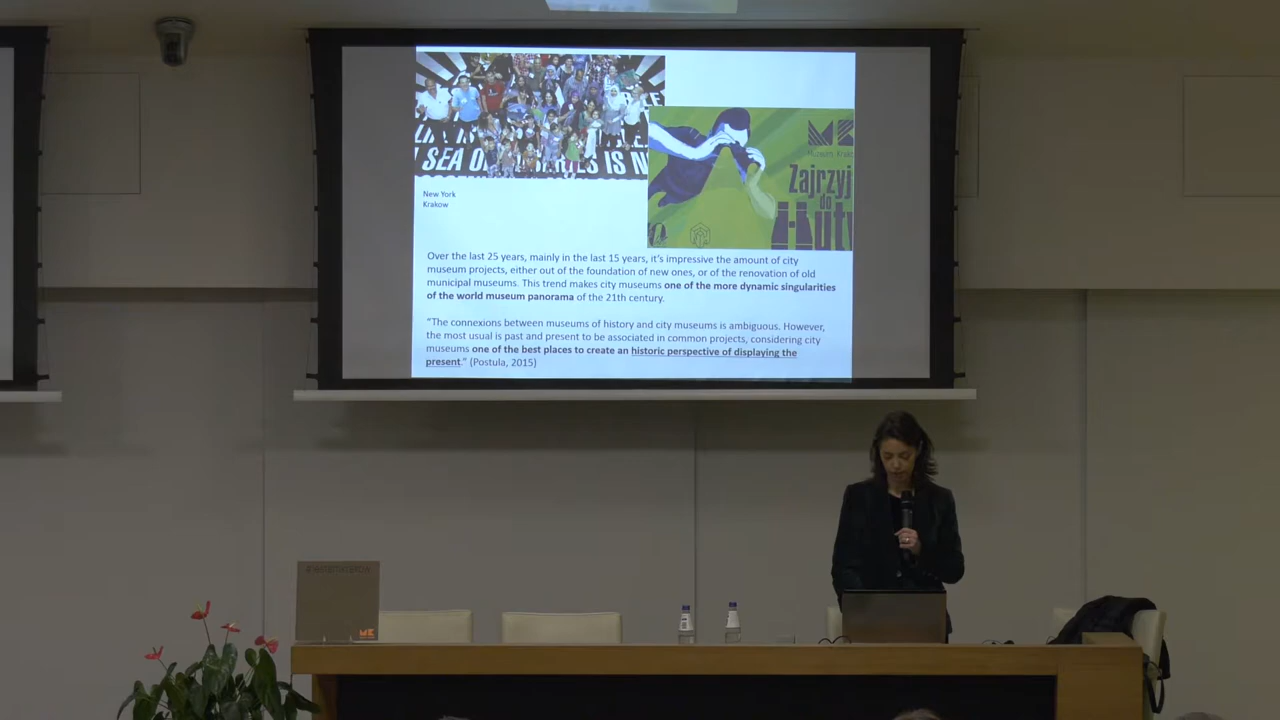 SEA O
IS N
MK
Muzeum Krako
Zajrzyj
do
Huty
New York
Krakow
Over the last 25 years, mainly in the last 15 years, it's impressive the amount of city
museum projects, either out of the foundation of new ones, or of the renovation of old
municipal museums. This trend makes city museums one of the more dynamic singularities
of the world museum panorama of the 21th century.
“The connexions between museums of history and city museums is ambiguous. However,
the most usual is past and present to be associated in common projects, considering city
museums one of the best places to create an historic perspective of displaying the
present.” (Postula, 2015)
MK